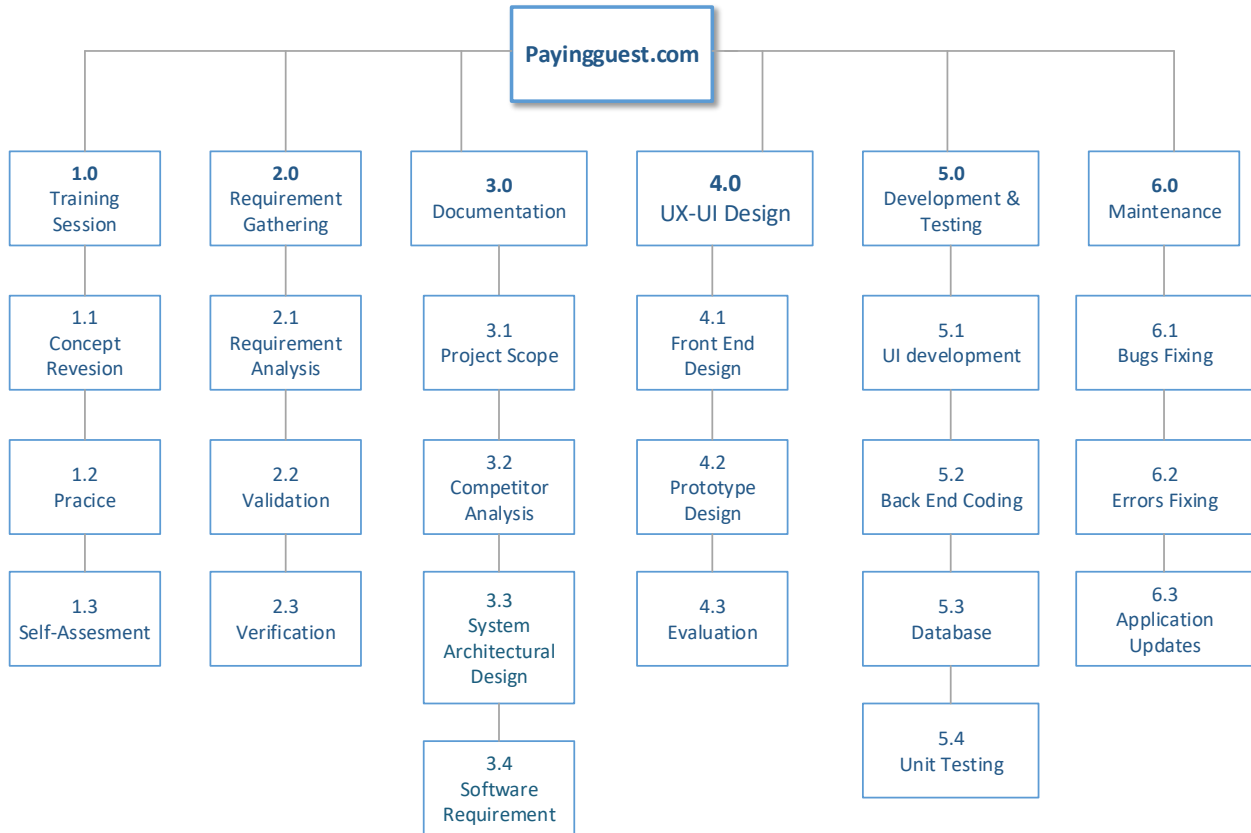 Payingguest.com
1.0
Training
Session
2.0
Requirement
Gathering
3.0
Documentation
4.0
UX-UI Design
5.0
Development &
Testing
6.0
Maintenance
1.1
Concept
Revesion
2.1
Requirement
Analysis
3.1
Project Scope
4.1
Front End
Design
5.1
UI development
6.1
Bugs Fixing
1.2
Pracice
2.2
Validation
3.2
Competitor
Analysis
4.2
Prototype
Design
5.2
Back End Coding
6.2
Errors Fixing
1.3
Self-Assesment
2.3
Verification
3.3
System
Architectural
Design
4.3
Evaluation
5.3
Database
6.3
Application
Updates
3.4
Software
Requirement
5.4
Unit Testing